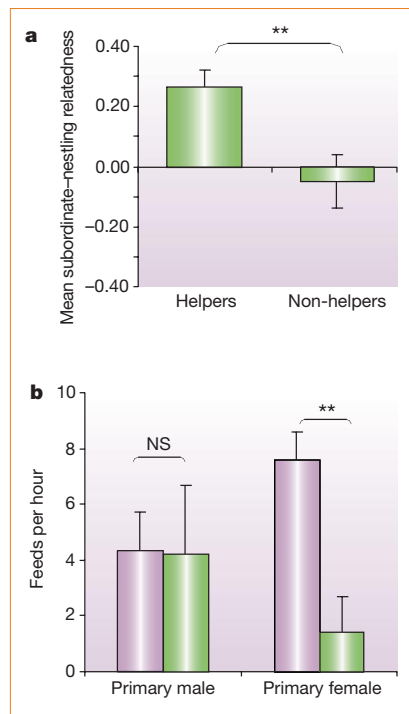 a
**
Mean subordinate–nestling relatedness
0.40
0.20
0.00
–0.20
–0.40
Helpers Non-helpers
b
10
8
6
4
2
0
Feeds per hour
NS
**
Primary male Primary female